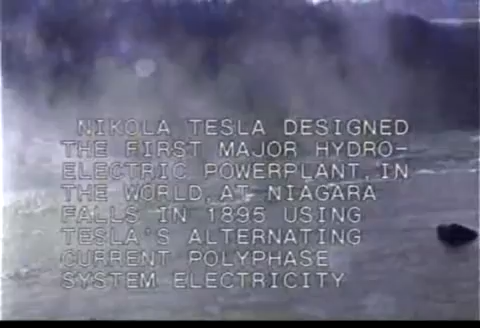 NIKOLA TESLA DESIGNED
THE FIRST MAJOR HYDRO-
ELECTRIC POWERPLANT, IN
THE WORLD, AT NIAGARA
FALLS IN 1895 USING
TESLA'S ALTERNATING
CURRENT POLYPHASE
SYSTEM ELECTRICITY